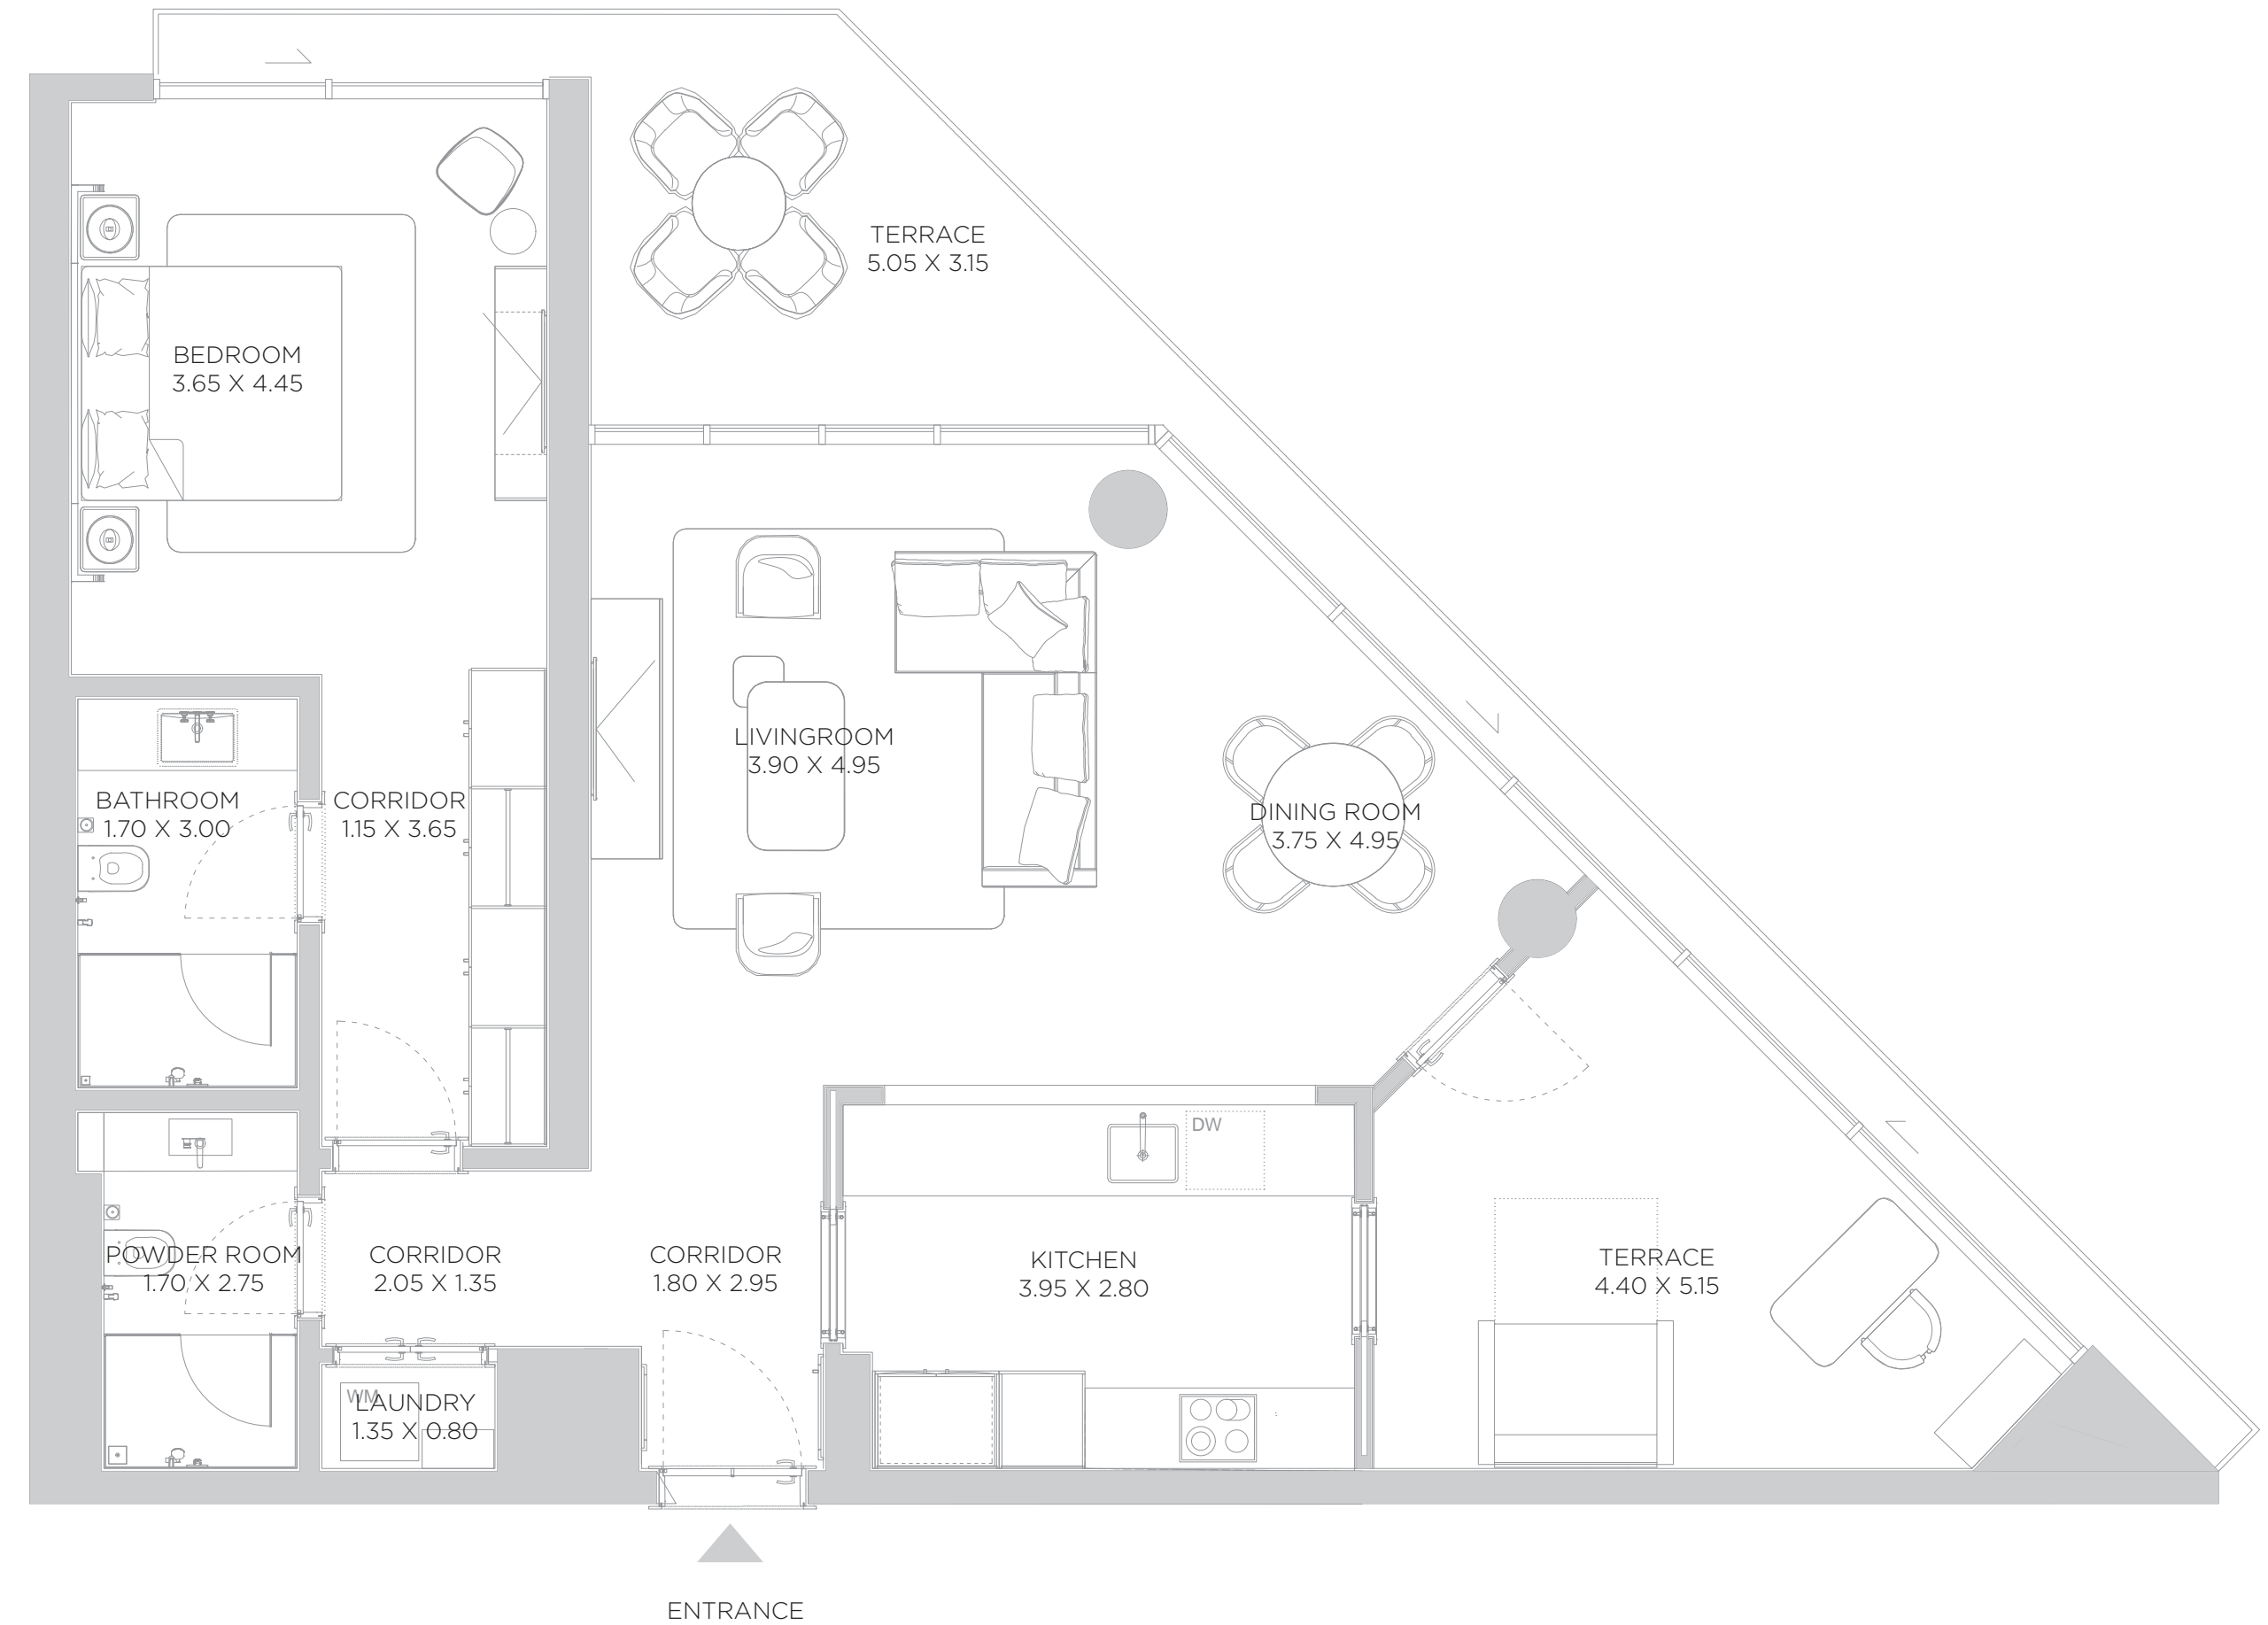 TERRACE
5.05 X 3.15
BEDROOM
3.65 X 4.45
LIVINGROOM
3.90 X 4.95
BATHROOM
1.70 X 3.00
CORRIDOR
1.15 X 3.65
DINING ROOM
3.75 X 4.95
DW
POWDER ROOM
1.70 X 2.75
CORRIDOR
2.05 X 1.35
CORRIDOR
1.80 X 2.95
KITCHEN
3.95 X 2.80
TERRACE
4.40 X 5.15
WM
LAUNDRY
1.35 X 0.80
ENTRANCE